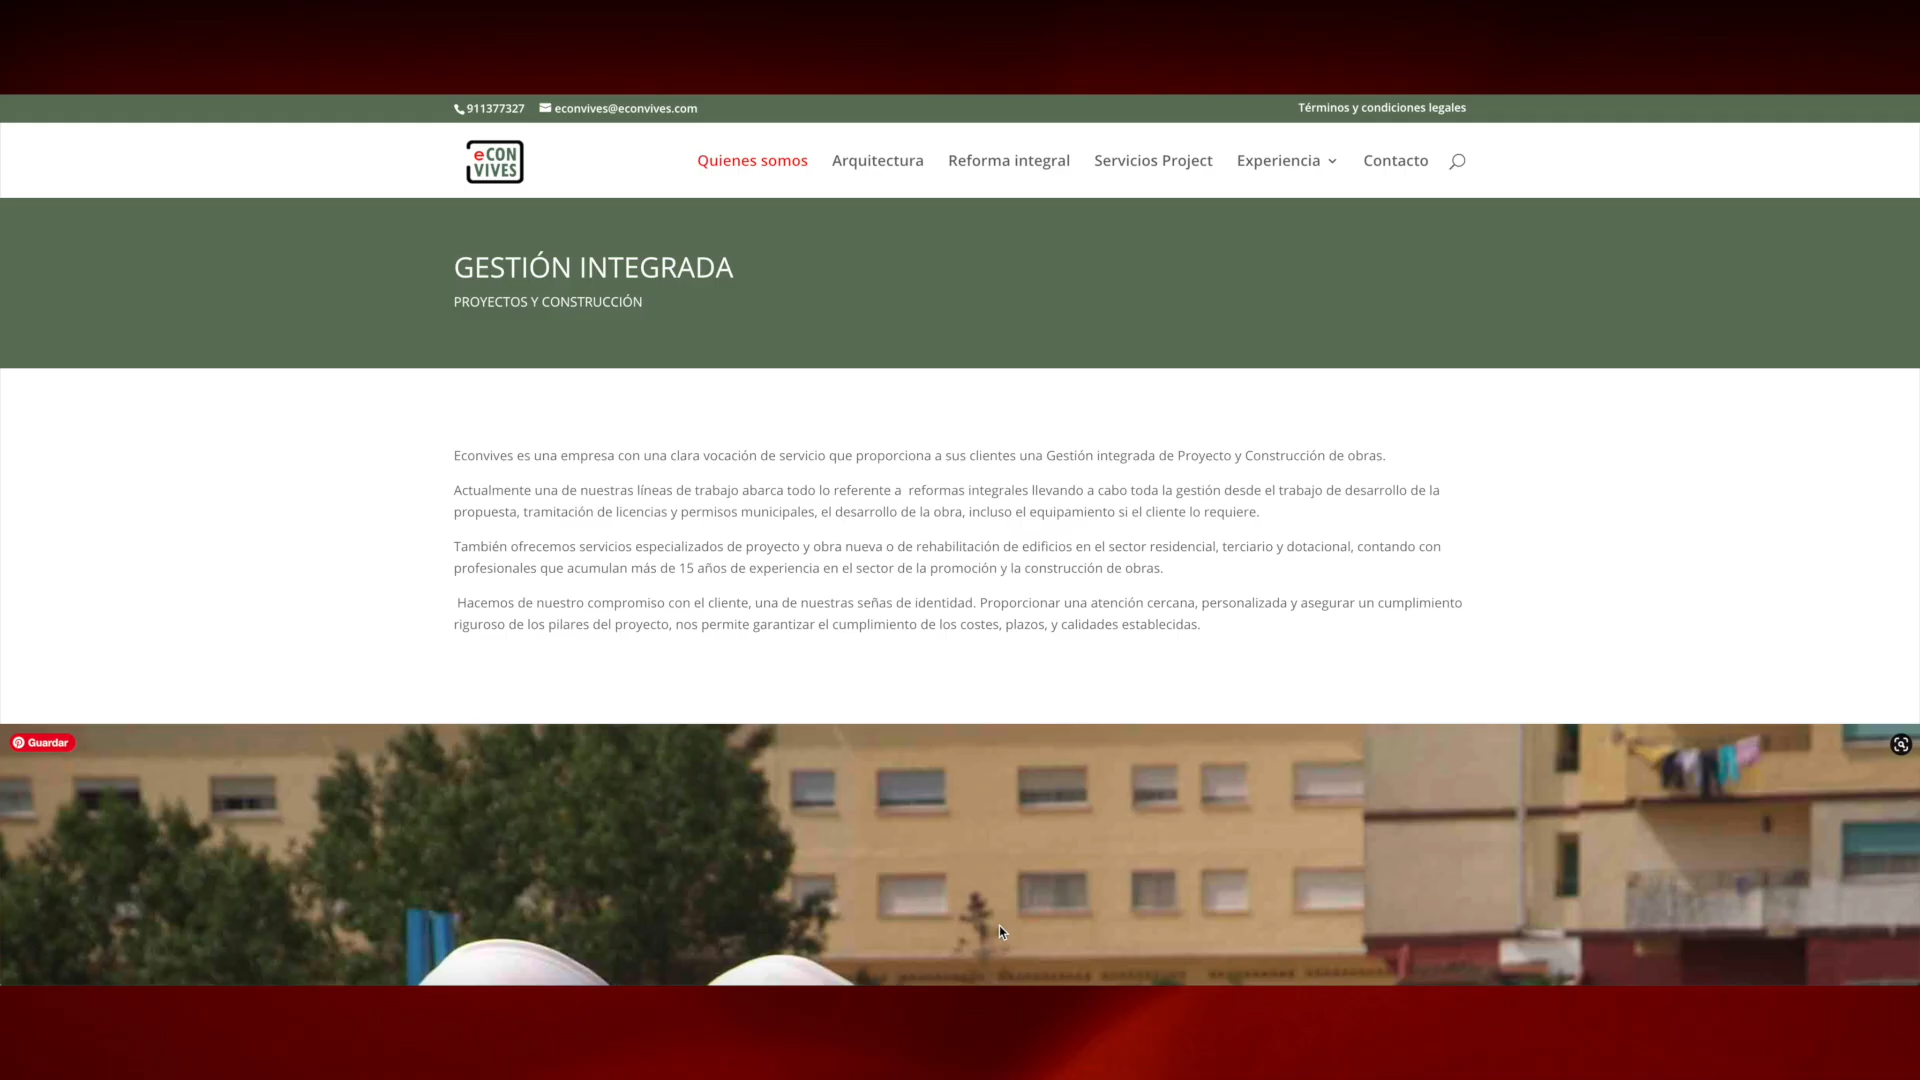 911377327 econvives@econvives.com Términos y condiciones legales
eCON
VIVES
Quienes somos Arquitectura Reforma integral Servicios Project Experiencia Contacto
GESTIÓN INTEGRADA
PROYECTOS Y CONSTRUCCIÓN
Econvives es una empresa con una clara vocación de servicio que proporciona a sus clientes una Gestión integrada de Proyecto y Construcción de obras.
Actualmente una de nuestras líneas de trabajo abarca todo lo referente a reformas integrales llevando a cabo toda la gestión desde el trabajo de desarrollo de la
propuesta, tramitación de licencias y permisos municipales, el desarrollo de la obra, incluso el equipamiento si el cliente lo requiere.
También ofrecemos servicios especializados de proyecto y obra nueva o de rehabilitación de edificios en el sector residencial, terciario y dotacional, contando con
profesionales que acumulan más de 15 años de experiencia en el sector de la promoción y la construcción de obras.
Hacemos de nuestro compromiso con el cliente, una de nuestras señas de identidad. Proporcionar una atención cercana, personalizada y asegurar un cumplimiento
riguroso de los pilares del proyecto, nos permite garantizar el cumplimiento de los costes, plazos, y calidades establecidas.
Guardar